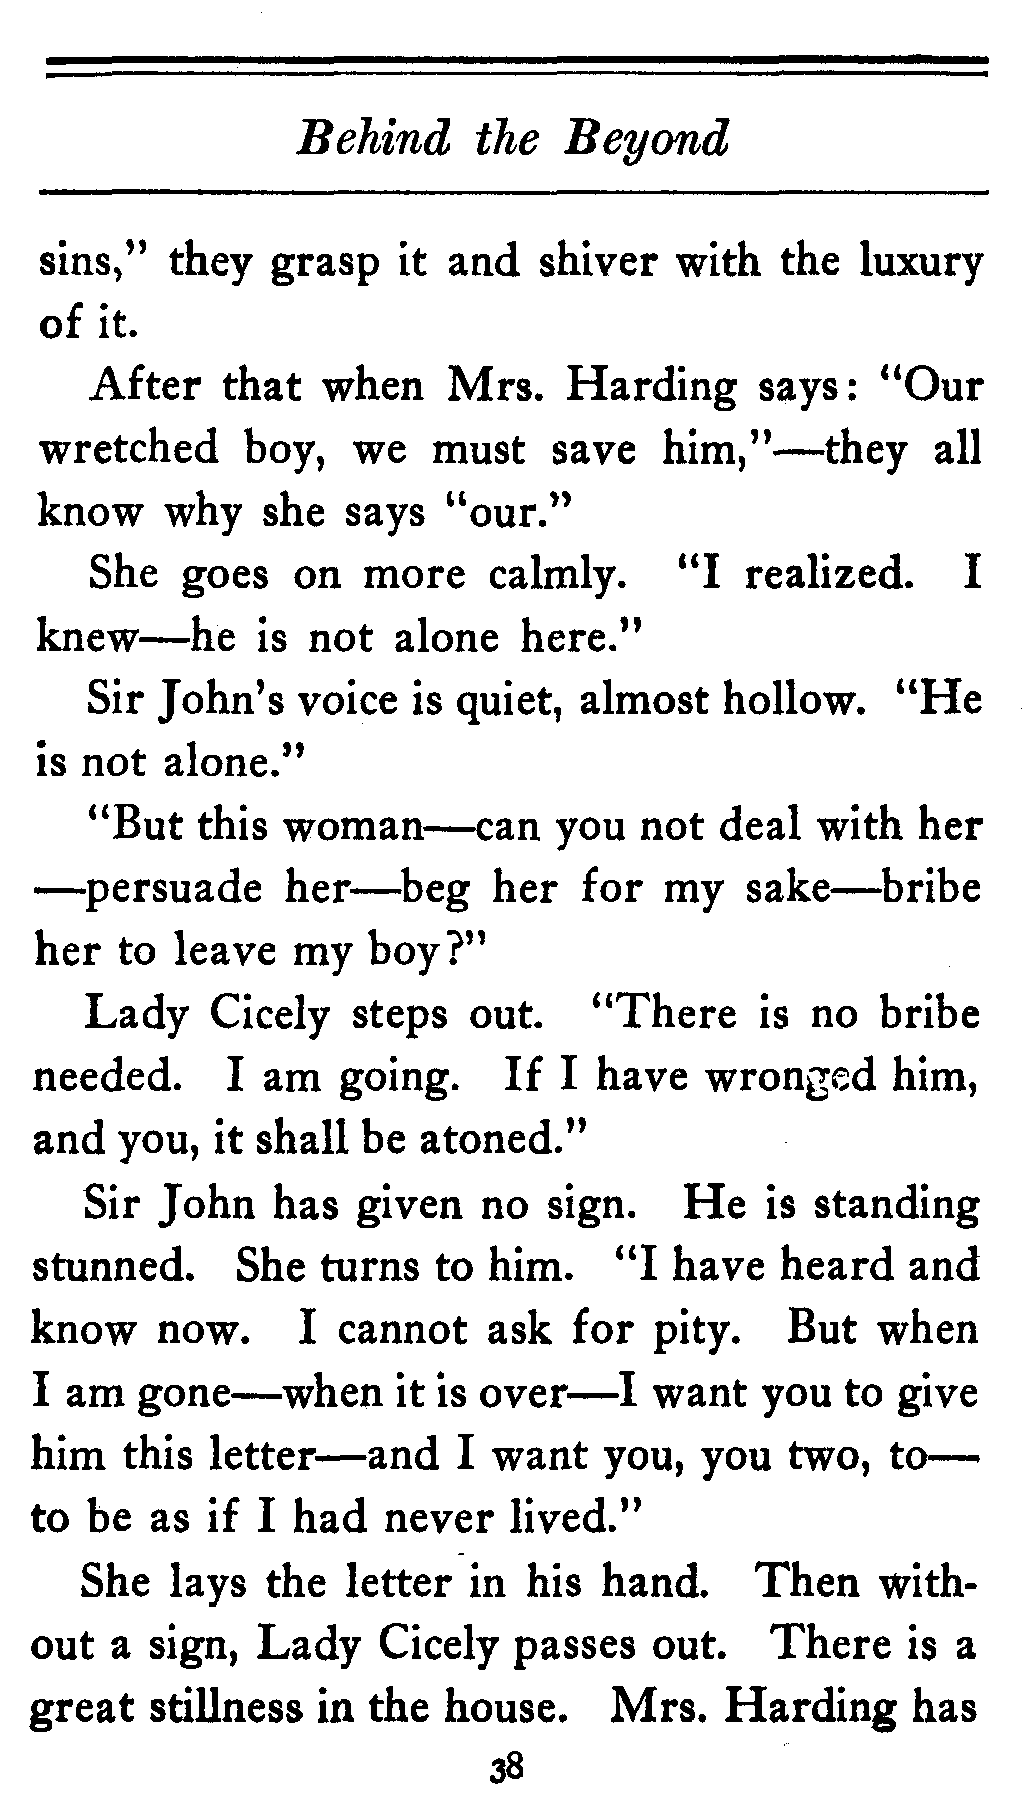 Behind the Beyond
sins," they grasp it and shiver with the luxury
of it.
After that when Mrs. Harding says: "Our
wretched boy, we must save him,"—they all
know why she says "our."
She goes on more calmly. "I realized. I
knew—he is not alone here."
Sir John's voice is quiet, almost hollow. "He
is not alone."
"But this woman—can you not deal with her
—persuade her—beg her for my sake—bribe
her to leave my boy?"
Lady Cicely steps out. "There is no bribe
needed. I am going. If I have wronged him,
and you, it shall be atoned."
Sir John has given no sign. He is standing
stunned. She turns to him. "I have heard and
know now. I cannot ask for pity. But when
I am gone—when it is over—I want you to give
him this letter—and I want you, you two, to—
to be as if I had never lived."
She lays the letter in his hand. Then with-
out a sign, Lady Cicely passes out. There is a
great stillness in the house. Mrs. Harding has
38